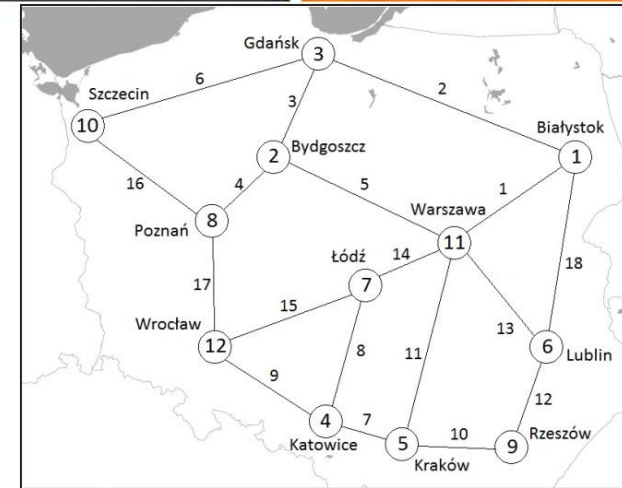 Gdańsk
3
6
2
Szczecin
3
Białystok
10
Bydgoszcz
2
1
16
4
5
1
Warszawa
8
Poznań
11
Łódź
14
18
17
7
15
Wrocław
13
12
8
11
6
Lublin
9
12
4
7
10
Rzeszów
5
9
Katowice
Kraków